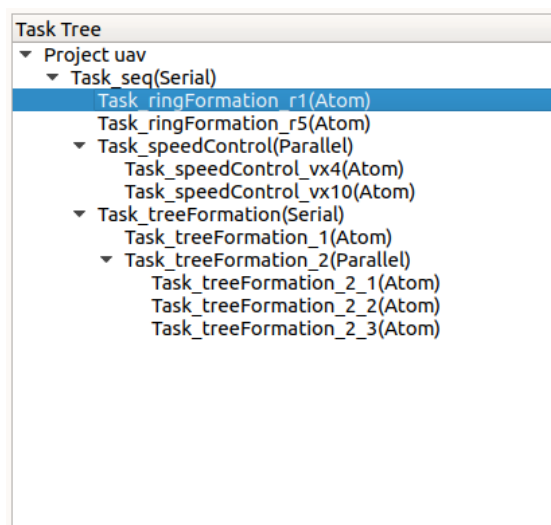 Task Tree
Project uav
Task_seq(Serial)
Task_ringFormation_r1(Atom)
Task_ringFormation_r5(Atom)
Task_speedControl(Parallel)
Task_speedControl_vx4(Atom)
Task_speedControl_vx10(Atom)
Task_treeFormation(Serial)
Task_treeFormation_1(Atom)
Task_treeFormation_2(Parallel)
Task_treeFormation_2_1(Atom)
Task_treeFormation_2_2(Atom)
Task_treeFormation_2_3(Atom)